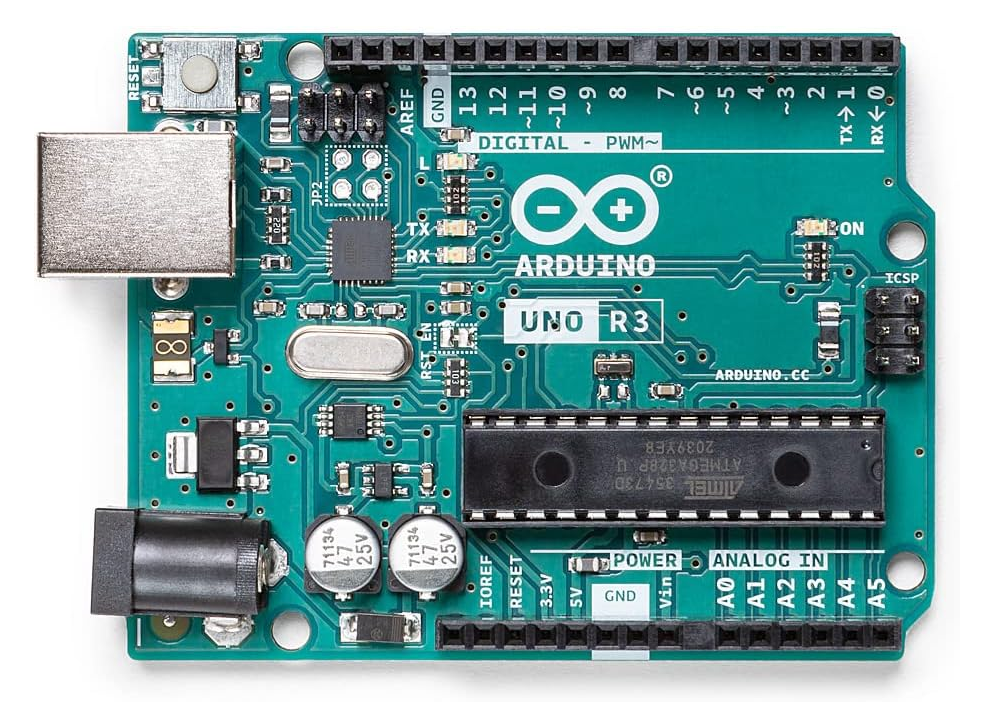 RESET
AREF
GND
13
12
~11
~10
~9
8
7
~6
~5
4
~3
2
TX→1
RX←0
DIGITAL - PWM~
L
JP2
TX
RX
®
ARDUINO
ON
ICSP
UNO R3
RST EN
ARDUINO.CC
ATMEL 35473D
ATMEGA328P U
2039YE8
71134
47
25V
71134
47
25V
IOREF
RESET
3.3V
5V
GND
Vin
POWER
ANALOG IN
A0
A1
A2
A3
A4
A5